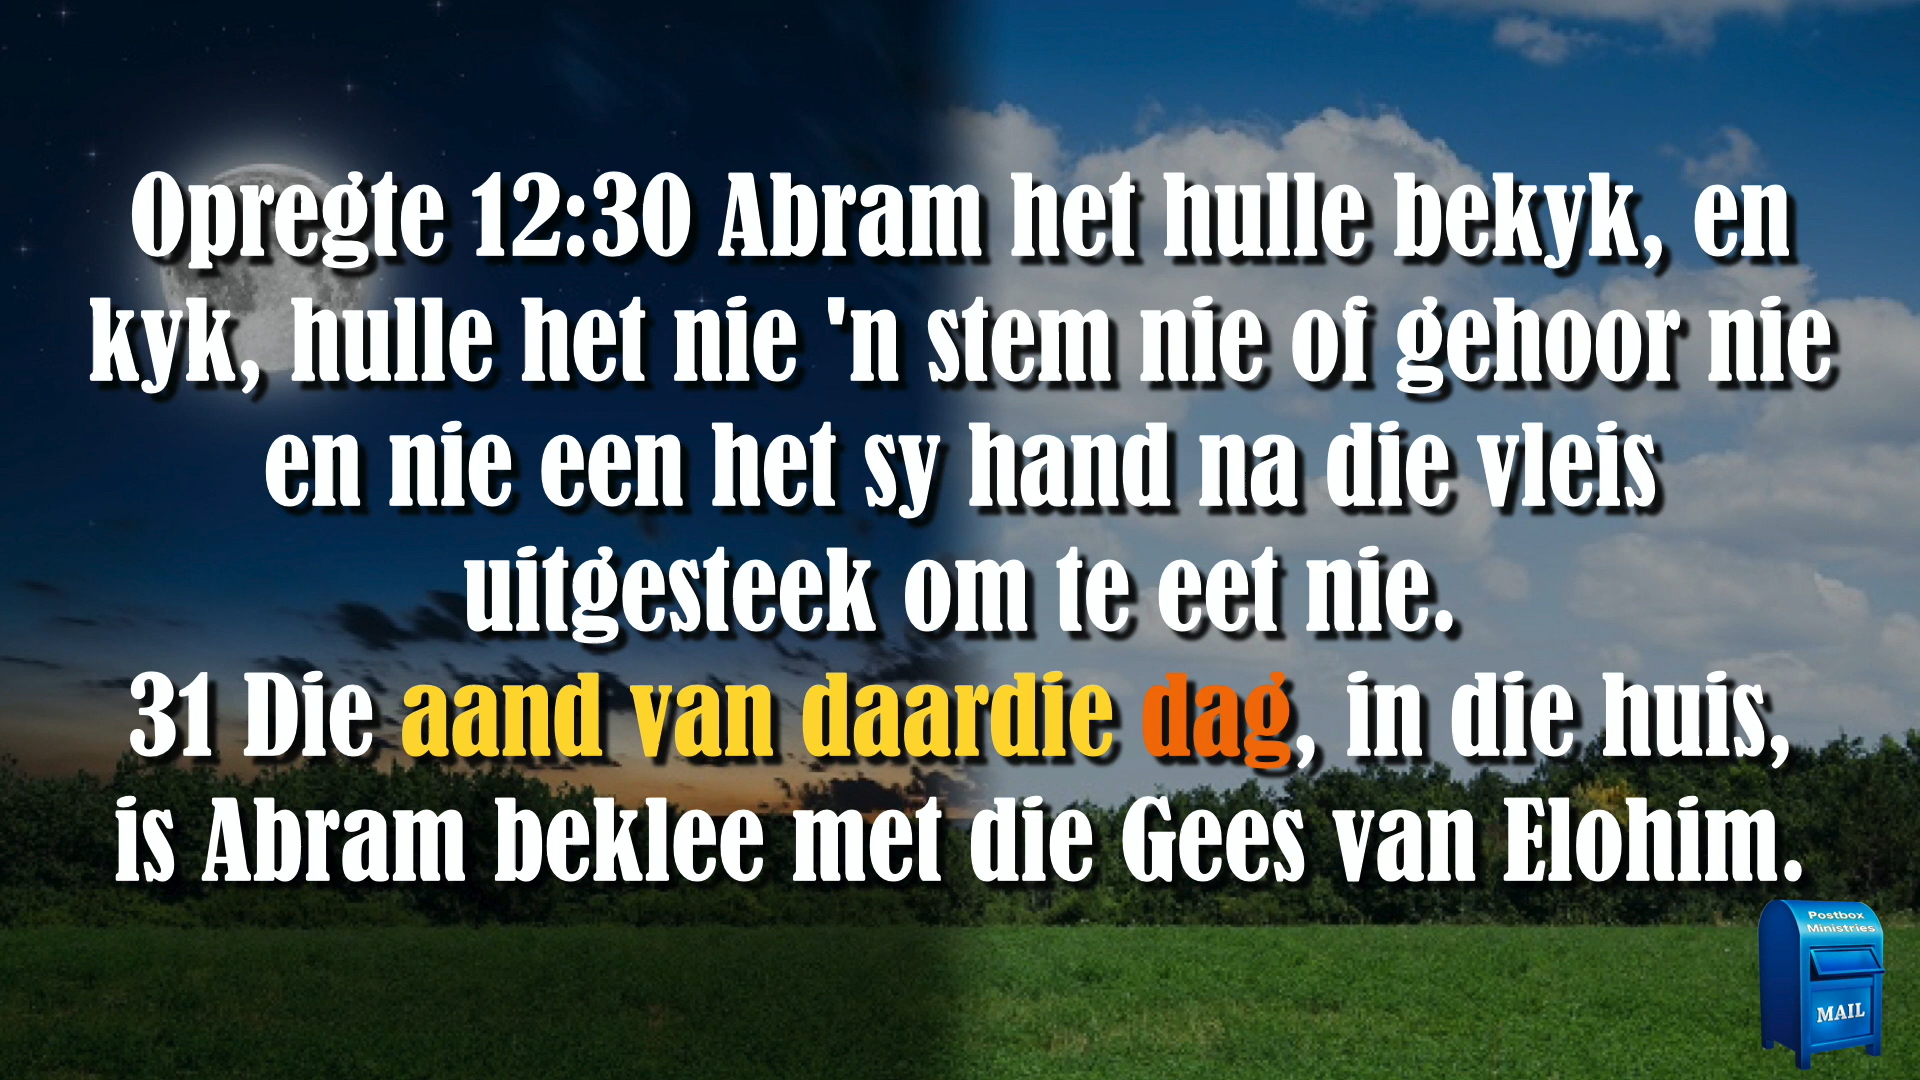 Opregte 12:30 Abram het hulle bekyk, en
kyk, hulle het nie 'n stem nie of gehoor nie
en nie een het sy hand na die vleis
uitgesteek om te eet nie.
31 Die aand van daardie dag, in die huis,
is Abram beklee met die Gees van Elohim.
Postbox
Ministries
MAIL